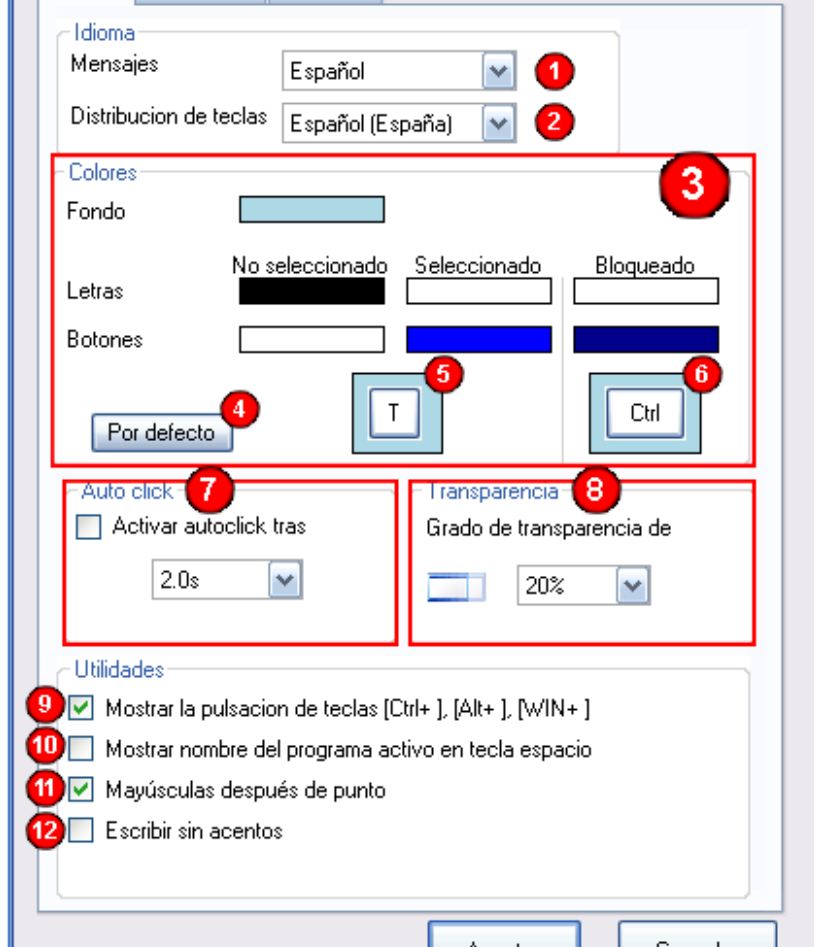 Idioma
Mensajes
Español
1
Distribucion de teclas
Español (España)
2
Colores
3
Fondo
No seleccionado
Seleccionado
Bloqueado
Letras
Botones
5
6
4
T
Ctrl
Por defecto
Auto click
7
Transparencia
8
Activar autoclick tras
Grado de transparencia de
2.0s
20%
Utilidades
9 Mostrar la pulsacion de teclas [Ctrl+ ], [Alt+ ], [WIN+ ]
10 Mostrar nombre del programa activo en tecla espacio
11 Mayúsculas después de punto
12 Escribir sin acentos